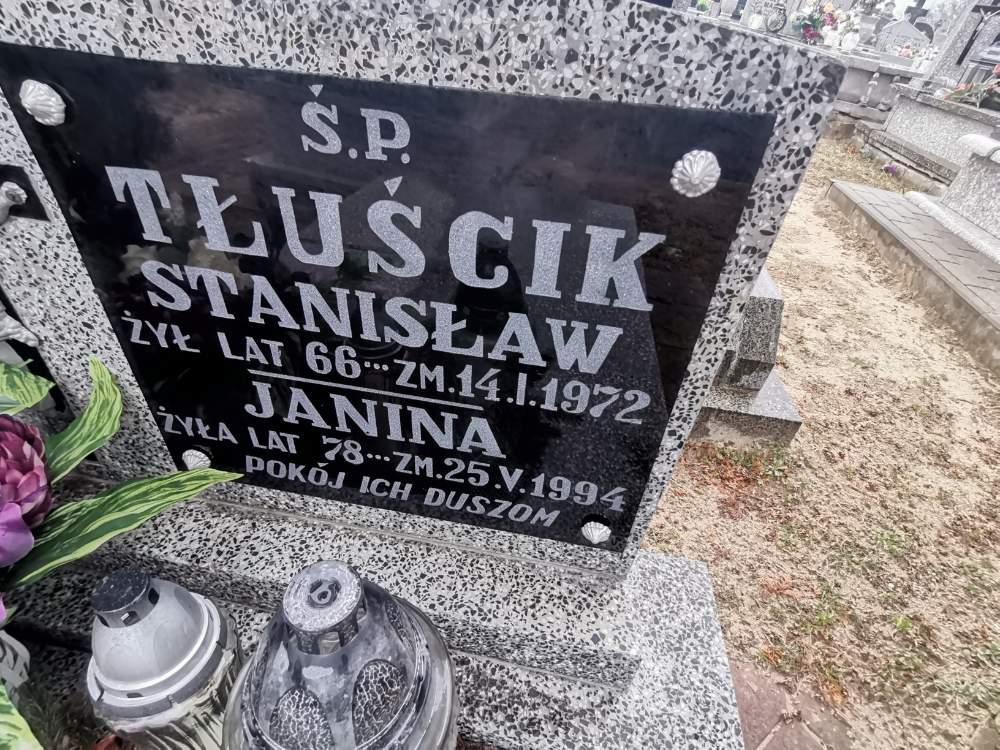 Ś.P.
TŁUŚCIK
STANISŁAW
ŻYŁ LAT 66... ZM.14.I.1972
JANINA
ŻYŁA LAT 78... ZM.25.V.1994
POKÓJ ICH DUSZOM